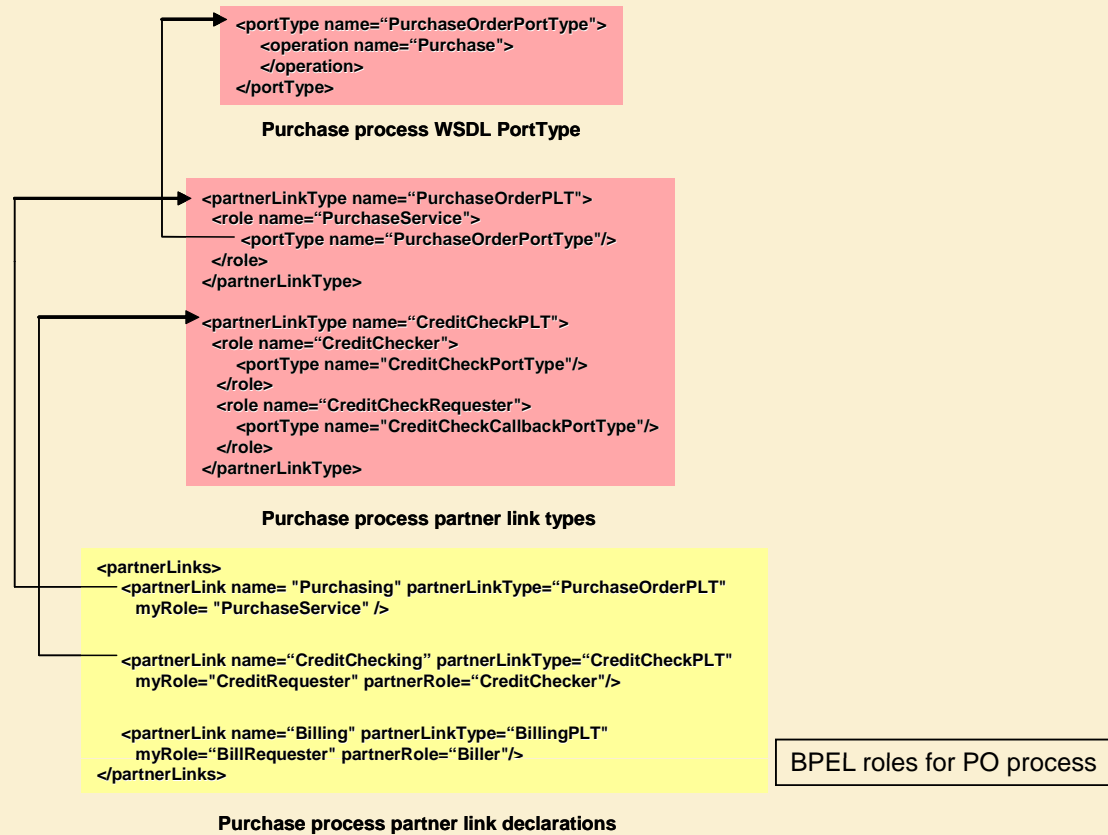 <portType name=“PurchaseOrderPortType">
<operation name=“Purchase">
</operation>
</portType>
Purchase process WSDL PortType
<partnerLinkType name=“PurchaseOrderPLT">
<role name=“PurchaseService">
<portType name=“PurchaseOrderPortType"/>
</role>
</partnerLinkType>
<partnerLinkType name=“CreditCheckPLT">
<role name=“CreditChecker">
<portType name="CreditCheckPortType"/>
</role>
<role name=“CreditCheckRequester">
<portType name="CreditCheckCallbackPortType"/>
</role>
</partnerLinkType>
Purchase process partner link types
<partnerLinks>
<partnerLink name= "Purchasing" partnerLinkType=“PurchaseOrderPLT"
myRole= "PurchaseService" />
<partnerLink name=“CreditChecking” partnerLinkType=“CreditCheckPLT"
myRole="CreditRequester" partnerRole=“CreditChecker"/>
<partnerLink name=“Billing" partnerLinkType=“BillingPLT"
myRole=“BillRequester" partnerRole=“Biller"/>
</partnerLinks>
BPEL roles for PO process
Purchase process partner link declarations